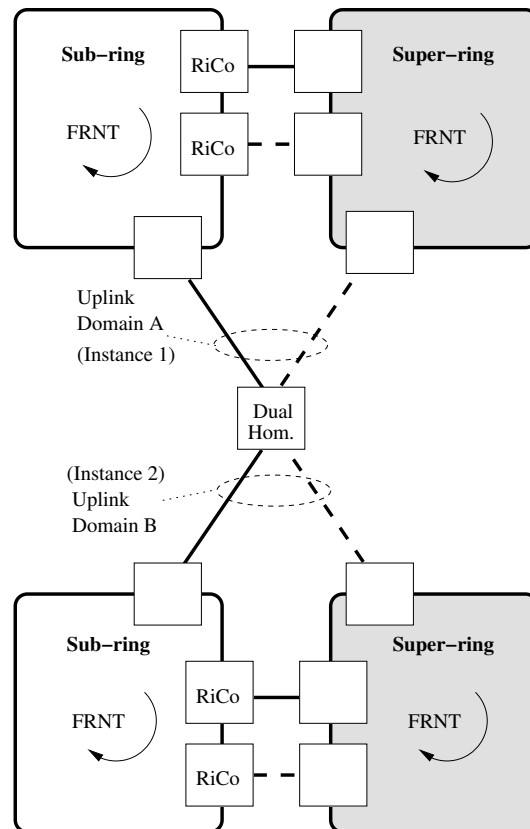 Sub−ring
RiCo
Super−ring
FRNT
RiCo
FRNT
Uplink
Domain A
(Instance 1)
Dual
Hom.
(Instance 2)
Uplink
Domain B
Sub−ring
Super−ring
RiCo
FRNT
FRNT
RiCo